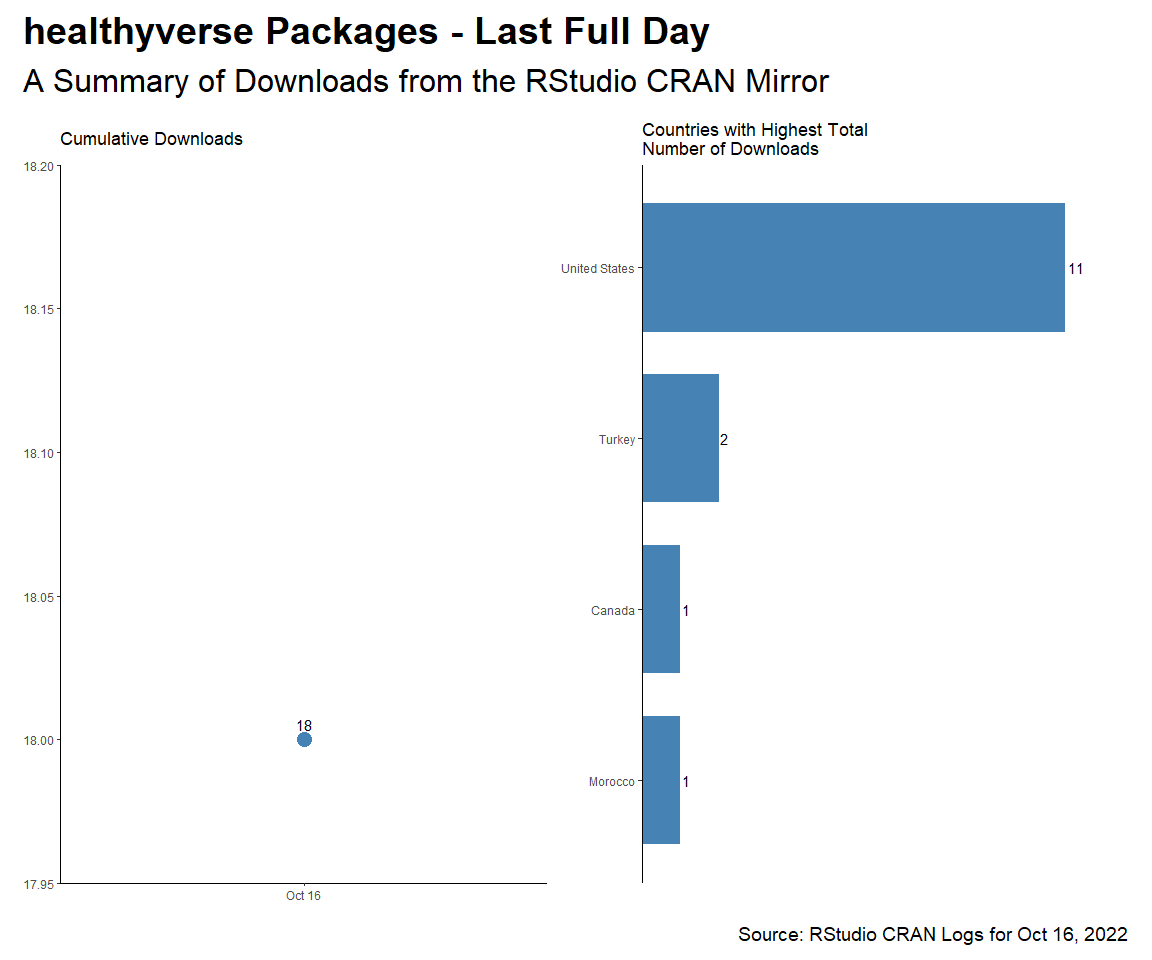 healthyverse Packages - Last Full Day
A Summary of Downloads from the RStudio CRAN Mirror
Cumulative Downloads
18.20
18.15
18.10
18.05
18.00
17.95
18
Oct 16
Countries with Highest Total
Number of Downloads
United States
11
Turkey
2
Canada
1
Morocco
1
Source: RStudio CRAN Logs for Oct 16, 2022